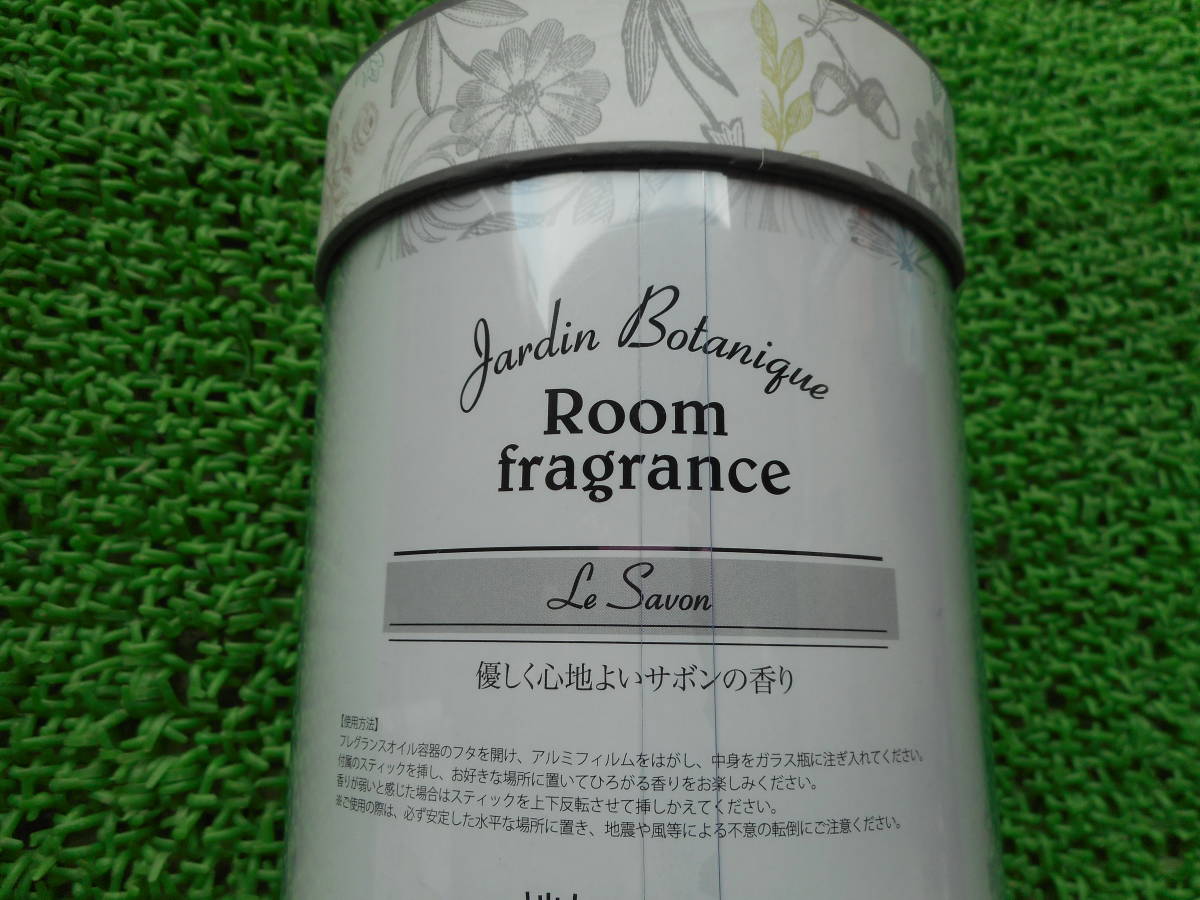 Jardin Botanique
Room
fragrance
Le Savon
優しく心地よいサボンの香り
【使用方法】
フレグランスオイル容器のフタを開け、アルミフィルムをはがし、中身をガラス瓶に注ぎ入れてください。
付属のスティックを挿し、お好きな場所に置いてひろがる香りをお楽しみください。
香りが弱いと感じた場合はスティックを上下反転させて挿しかえてください。
※ご使用の際は、必ず安定した水平な場所に置き、地震や風等による不意の転倒にご注意ください。